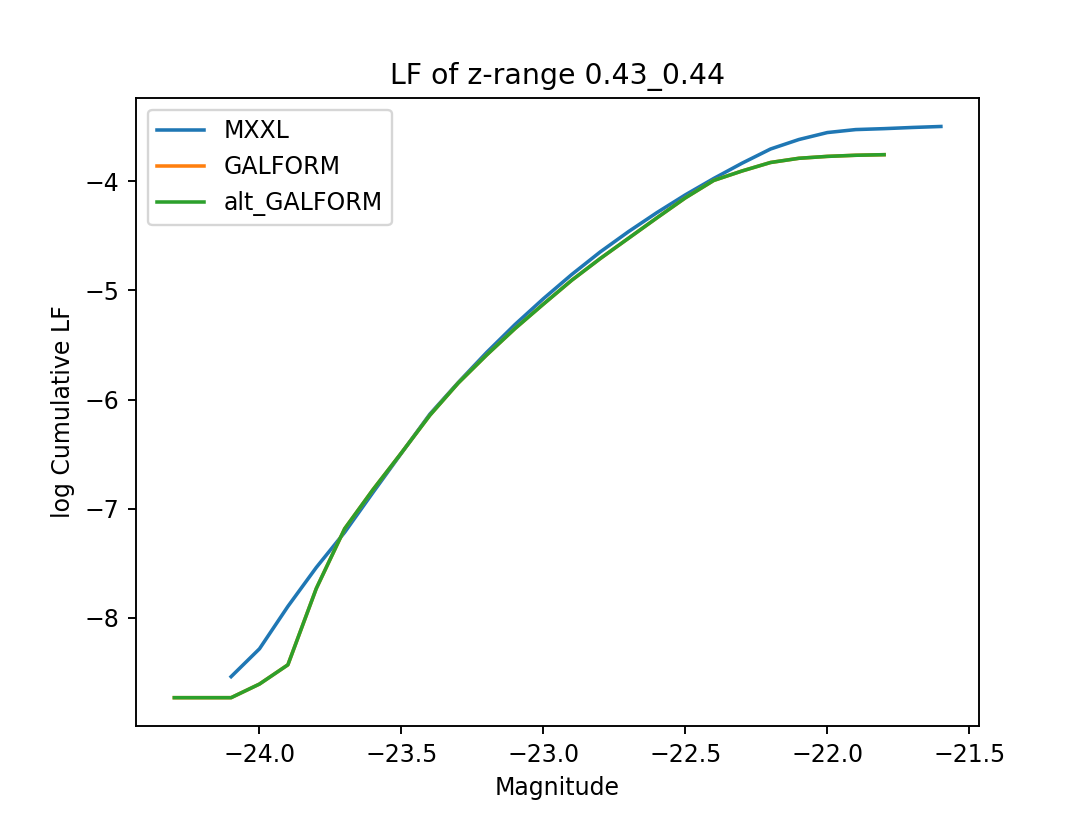 LF of z-range 0.43_0.44
MXXL
GALFORM
alt_GALFORM
log Cumulative LF
−4
−5
−6
−7
−8
−24.0
−23.5
−23.0
−22.5
−22.0
−21.5
Magnitude